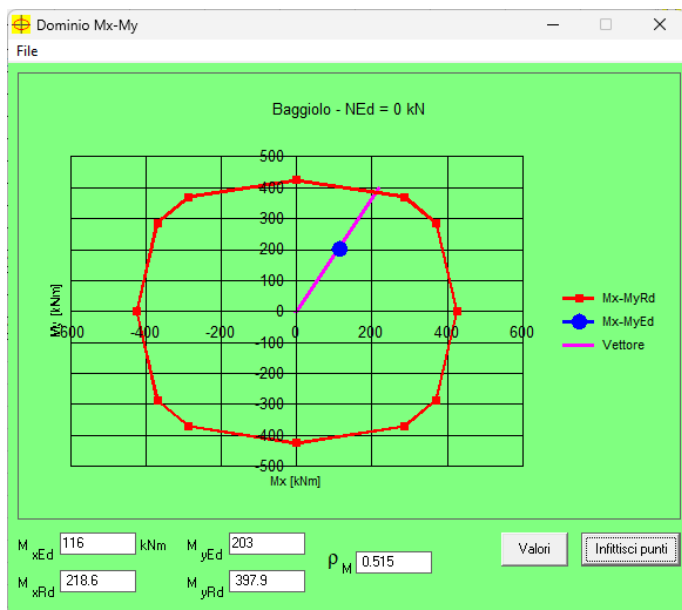 Dominio Mx-My
File
Baggiolo - NEd = 0 kN
500
400
300
200
100
0
-600 -400 -200 0 200 400 600
-100
-200
-300
-400
-500
My [kNm]
Mx [kNm]
Mx-MyRd
Mx-MyEd
Vettore
M xEd 116 kNm M yEd 203
ρ M 0.515
M xRd 218.6 M yRd 397.9
Valori Infittisci punti